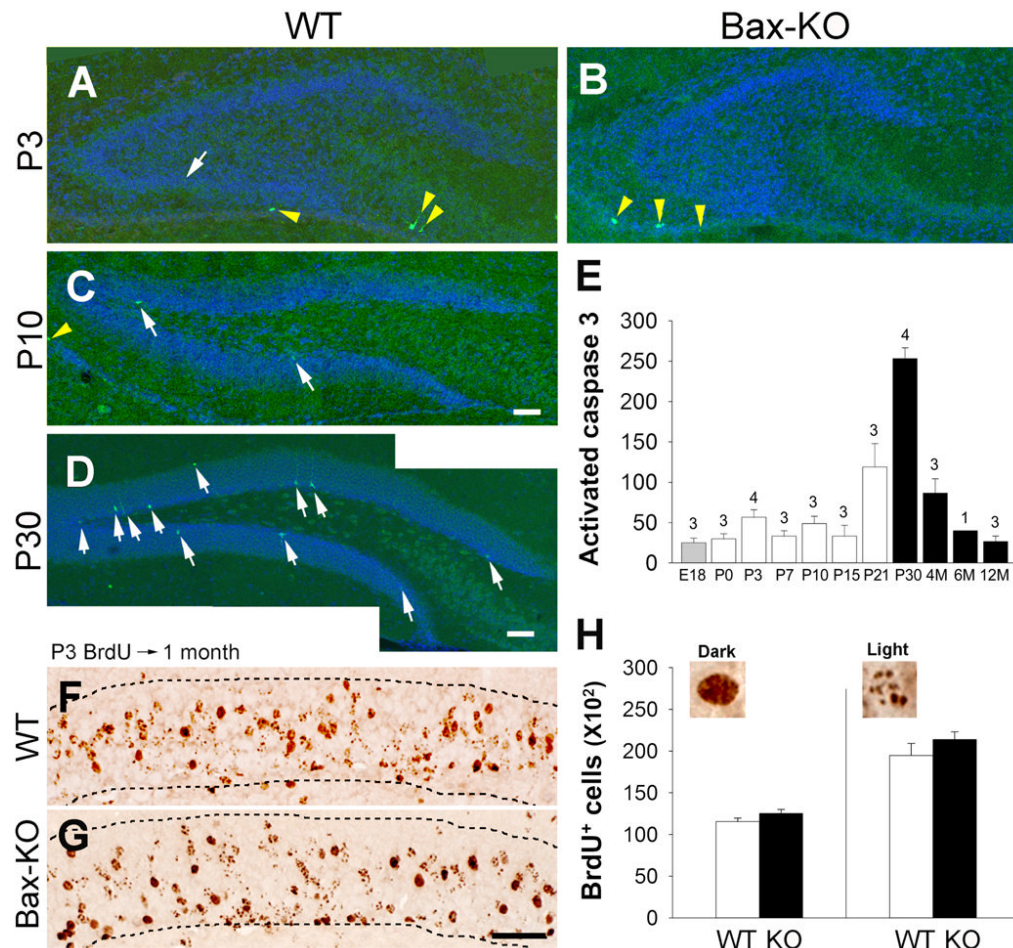 WT
Bax-KO
P3
A
B
P10
C
P30
D
E
Activated caspase 3
300
250
200
150
100
50
0
3
3
4
3
3
3
3
4
3
1
3
E18 P0 P3 P7 P10 P15 P21 P30 4M 6M 12M
P3 BrdU → 1 month
WT
F
Bax-KO
G
H
Dark
Light
BrdU⁺ cells (X10²)
300
250
200
150
100
50
0
WT KO
WT KO